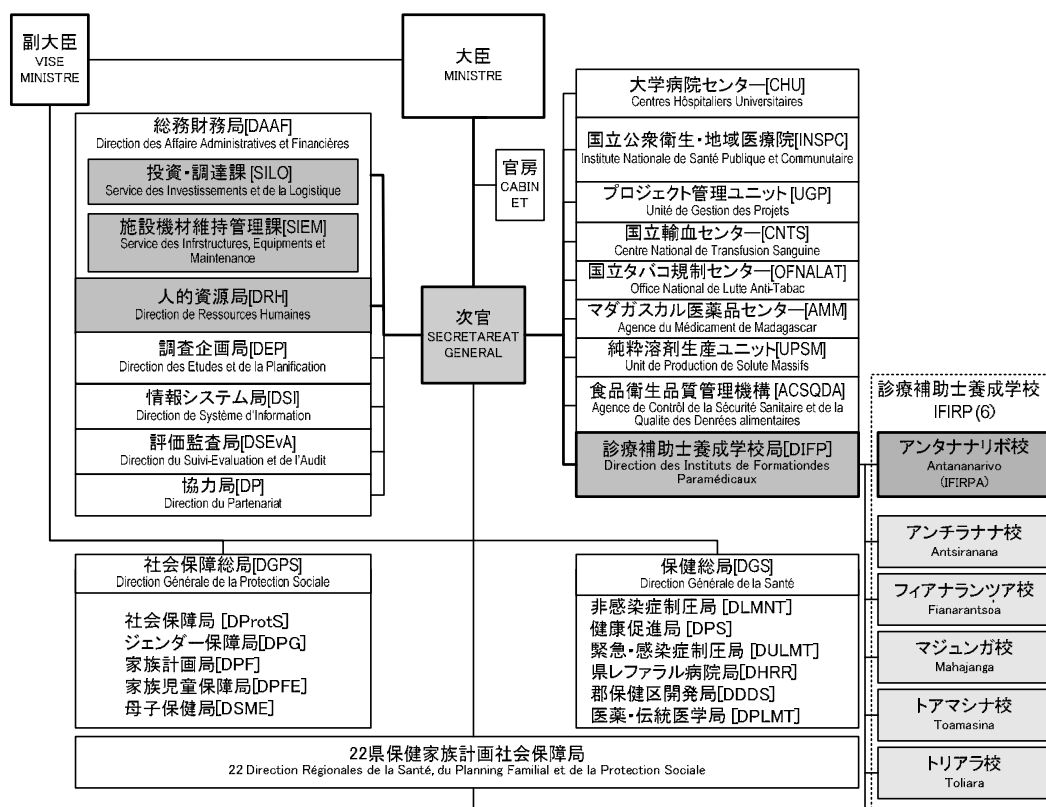 副大臣
VISE
MINISTRE
大臣
MINISTRE
官房
CABIN
ET
総務財務局[DAAF]
Direction des Affaire Administratives et Financières
投資・調達課 [SILO]
Service des Investissements et de la Logistique
施設機材維持管理課[SIEM]
Service des Infrstructures, Equipments et
Maintenance
人的資源局[DRH]
Direction de Ressources Humaines
調査企画局[DEP]
Direction des Etudes et de la Planification
情報システム局[DSI]
Direction de Système d'Information
評価監査局[DSEvA]
Direction du Suivi-Evaluation et de l'Audit
協力局[DP]
Direction du Partenariat
次官
SECRETAREAT
GENERAL
大学病院センター[CHU]
Centres Hôspitaliers Universitaires
国立公衆衛生・地域医療院[INSPC]
Institute Nationale de Santé Publique et Communutaire
プロジェクト管理ユニット[UGP]
Unité de Gestion des Projets
国立輸血センター[CNTS]
Centre National de Transfusion Sanguine
国立タバコ規制センター[OFNALAT]
Office National de Lutte Anti-Tabac
マダガスカル医薬品センター[AMM]
Agence du Médicament de Madagascar
純粋溶剤生産ユニット[UPSM]
Unit de Production de Solute Massifs
食品衛生品質管理機構[ACSQDA]
Agence de Contrôl de la Sécurité Sanitaire et de la
Qualite des Denrées alimentaires
診療補助士養成学校局[DIFP]
Direction des Instituts de Formationdes
Paramédicaux
診療補助士養成学校
IFIRP (6)
アンタナナリボ校
Antananarivo
(IFIRPA)
アンチラナナ校
Antsiranana
フィアナランツァ校
Fianarantsoa
マジュンガ校
Mahajanga
トアマシナ校
Toamasina
トリアラ校
Toliara
社会保障総局[DGPS]
Direction Générale de la Protection Sociale
社会保障局 [DProtS]
ジェンダー保障局[DPG]
家族計画局[DPF]
家族児童保障局[DPFE]
母子保健局[DSME]
保健総局[DGS]
Direction Générale de la Santé
非感染症制圧局 [DLMNT]
健康促進局 [DPS]
緊急・感染症制圧局 [DULMT]
県レファラル病院局[DHRR]
郡保健区開発局[DDDS]
医薬・伝統医学局 [DPLMT]
22県保健家族計画社会保障局
22 Direction Régionales de la Santé, du Planning Familial et de la Protection Sociale